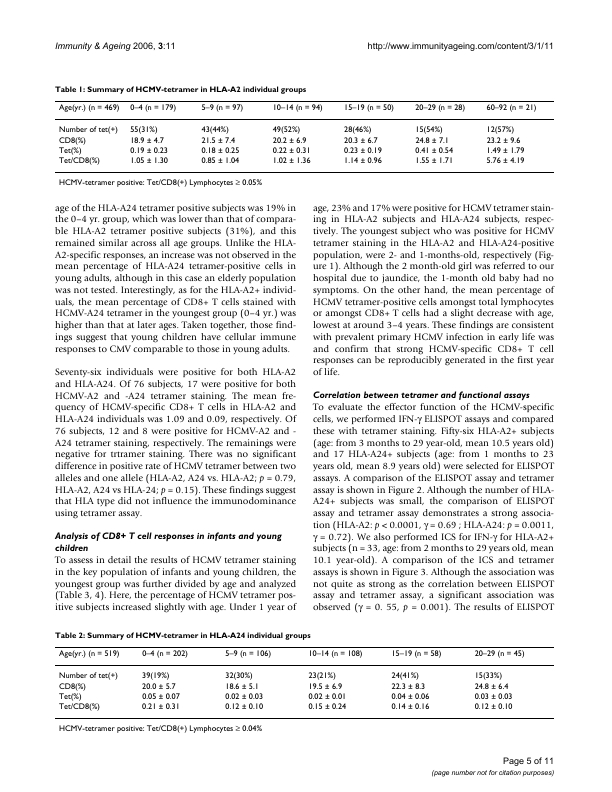 Immunity & Ageing 2006, 3:11
http://www.immunityageing.com/content/3/1/11
Table 1: Summary of HCMV-tetramer in HLA-A2 individual groups
Age(yr.) (n = 469) 0–4 (n = 179) 5–9 (n = 97) 10–14 (n = 94) 15–19 (n = 50) 20–29 (n = 28) 60–92 (n = 21)
Number of tet(+) 55(31%) 43(44%) 49(52%) 28(46%) 15(54%) 12(57%)
CD8(%) 18.9 ± 4.7 21.5 ± 7.4 20.2 ± 6.9 20.3 ± 6.7 24.8 ± 7.1 23.2 ± 9.6
Tet(%) 0.19 ± 0.23 0.18 ± 0.25 0.22 ± 0.31 0.23 ± 0.19 0.41 ± 0.54 1.49 ± 1.79
Tet/CD8(%) 1.05 ± 1.30 0.85 ± 1.04 1.02 ± 1.36 1.14 ± 0.96 1.55 ± 1.71 5.76 ± 4.19
HCMV-tetramer positive: Tet/CD8(+) Lymphocytes ≥ 0.05%
age of the HLA-A24 tetramer positive subjects was 19% in
the 0–4 yr. group, which was lower than that of compara-
ble HLA-A2 tetramer positive subjects (31%), and this
remained similar across all age groups. Unlike the HLA-
A2-specific responses, an increase was not observed in the
mean percentage of HLA-A24 tetramer-positive cells in
young adults, although in this case an elderly population
was not tested. Interestingly, as for the HLA-A2+ individ-
uals, the mean percentage of CD8+ T cells stained with
HCMV-A24 tetramer in the youngest group (0–4 yr.) was
higher than that at later ages. Taken together, those find-
ings suggest that young children have cellular immune
responses to CMV comparable to those in young adults.
Seventy-six individuals were positive for both HLA-A2
and HLA-A24. Of 76 subjects, 17 were positive for both
HCMV-A2 and -A24 tetramer staining. The mean fre-
quency of HCMV-specific CD8+ T cells in HLA-A2 and
HLA-A24 individuals was 1.09 and 0.09, respectively. Of
76 subjects, 12 and 8 were positive for HCMV-A2 and -
A24 tetramer staining, respectively. The remainings were
negative for trtramer staining. There was no significant
difference in positive rate of HCMV tetramer between two
alleles and one allele (HLA-A2, A24 vs. HLA-A2; p = 0.79,
HLA-A2, A24 vs HLA-24; p = 0.15). These findings suggest
that HLA type did not influence the immunodominance
using tetramer assay.
Analysis of CD8+ T cell responses in infants and young
children
To assess in detail the results of HCMV tetramer staining
in the key population of infants and young children, the
youngest group was further divided by age and analyzed
(Table 3, 4). Here, the percentage of HCMV tetramer pos-
itive subjects increased slightly with age. Under 1 year of
age, 23% and 17% were positive for HCMV tetramer stain-
ing in HLA-A2 subjects and HLA-A24 subjects, respec-
tively. The youngest subject who was positive for HCMV
tetramer staining in the HLA-A2 and HLA-A24-positive
population, were 2- and 1-months-old, respectively (Fig-
ure 1). Although the 2 month-old girl was referred to our
hospital due to jaundice, the 1-month old baby had no
symptoms. On the other hand, the mean percentage of
HCMV tetramer-positive cells amongst total lymphocytes
or amongst CD8+ T cells had a slight decrease with age,
lowest at around 3–4 years. These findings are consistent
with prevalent primary HCMV infection in early life was
and confirm that strong HCMV-specific CD8+ T cell
responses can be reproducibly generated in the first year
of life.
Correlation between tetramer and functional assays
To evaluate the effector function of the HCMV-specific
cells, we performed IFN-γ ELISPOT assays and compared
these with tetramer staining. Fifty-six HLA-A2+ subjects
(age: from 3 months to 29 year-old, mean 10.5 years old)
and 17 HLA-A24+ subjects (age: from 1 months to 23
years old, mean 8.9 years old) were selected for ELISPOT
assays. A comparison of the ELISPOT assay and tetramer
assay is shown in Figure 2. Although the number of HLA-
A24+ subjects was small, the comparison of ELISPOT
assay and tetramer assay demonstrates a strong associa-
tion (HLA-A2: p < 0.0001, γ = 0.69 ; HLA-A24: p = 0.0011,
γ = 0.72). We also performed ICS for IFN-γ for HLA-A2+
subjects (n = 33, age: from 2 months to 29 years old, mean
10.1 year-old). A comparison of the ICS and tetramer
assays is shown in Figure 3. Although the association was
not quite as strong as the correlation between ELISPOT
assay and tetramer assay, a significant association was
observed (γ = 0. 55, p = 0.001). The results of ELISPOT
Table 2: Summary of HCMV-tetramer in HLA-A24 individual groups
Age(yr.) (n = 519) 0–4 (n = 202) 5–9 (n = 106) 10–14 (n = 108) 15–19 (n = 58) 20–29 (n = 45)
Number of tet(+) 39(19%) 32(30%) 23(21%) 24(41%) 15(33%)
CD8(%) 20.0 ± 5.7 18.6 ± 5.1 19.5 ± 6.9 22.3 ± 8.3 24.8 ± 6.4
Tet(%) 0.05 ± 0.07 0.02 ± 0.03 0.02 ± 0.01 0.04 ± 0.06 0.03 ± 0.03
Tet/CD8(%) 0.21 ± 0.31 0.12 ± 0.10 0.15 ± 0.24 0.14 ± 0.16 0.12 ± 0.10
HCMV-tetramer positive: Tet/CD8(+) Lymphocytes ≥ 0.04%
Page 5 of 11
(page number not for citation purposes)